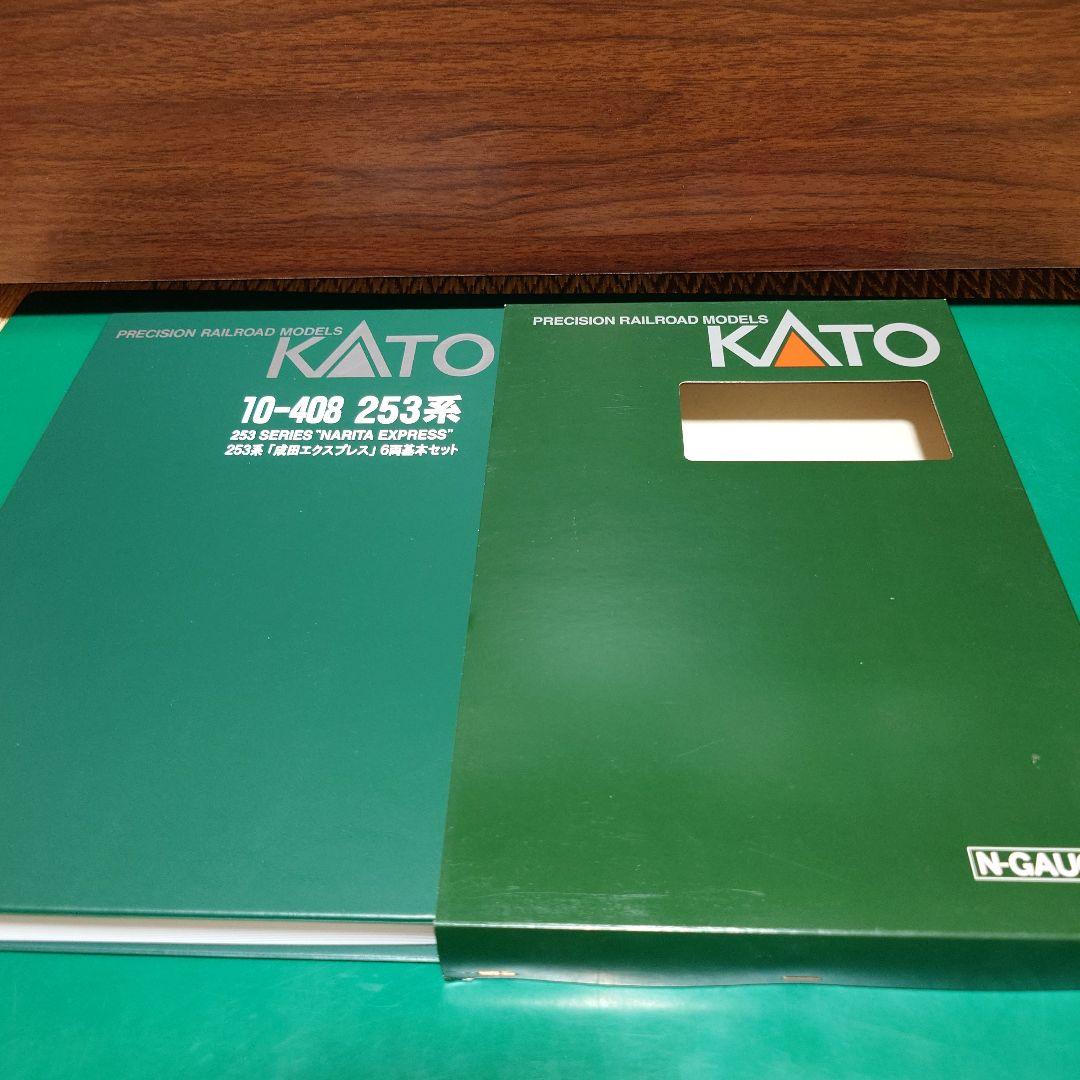 PRECISION RAILROAD MODELS
KATO
10-408 253系
253 SERIES "NARITA EXPRESS"
253系「成田エクスプレス」6両基本セット
PRECISION RAILROAD MODELS
KATO
N-GAU